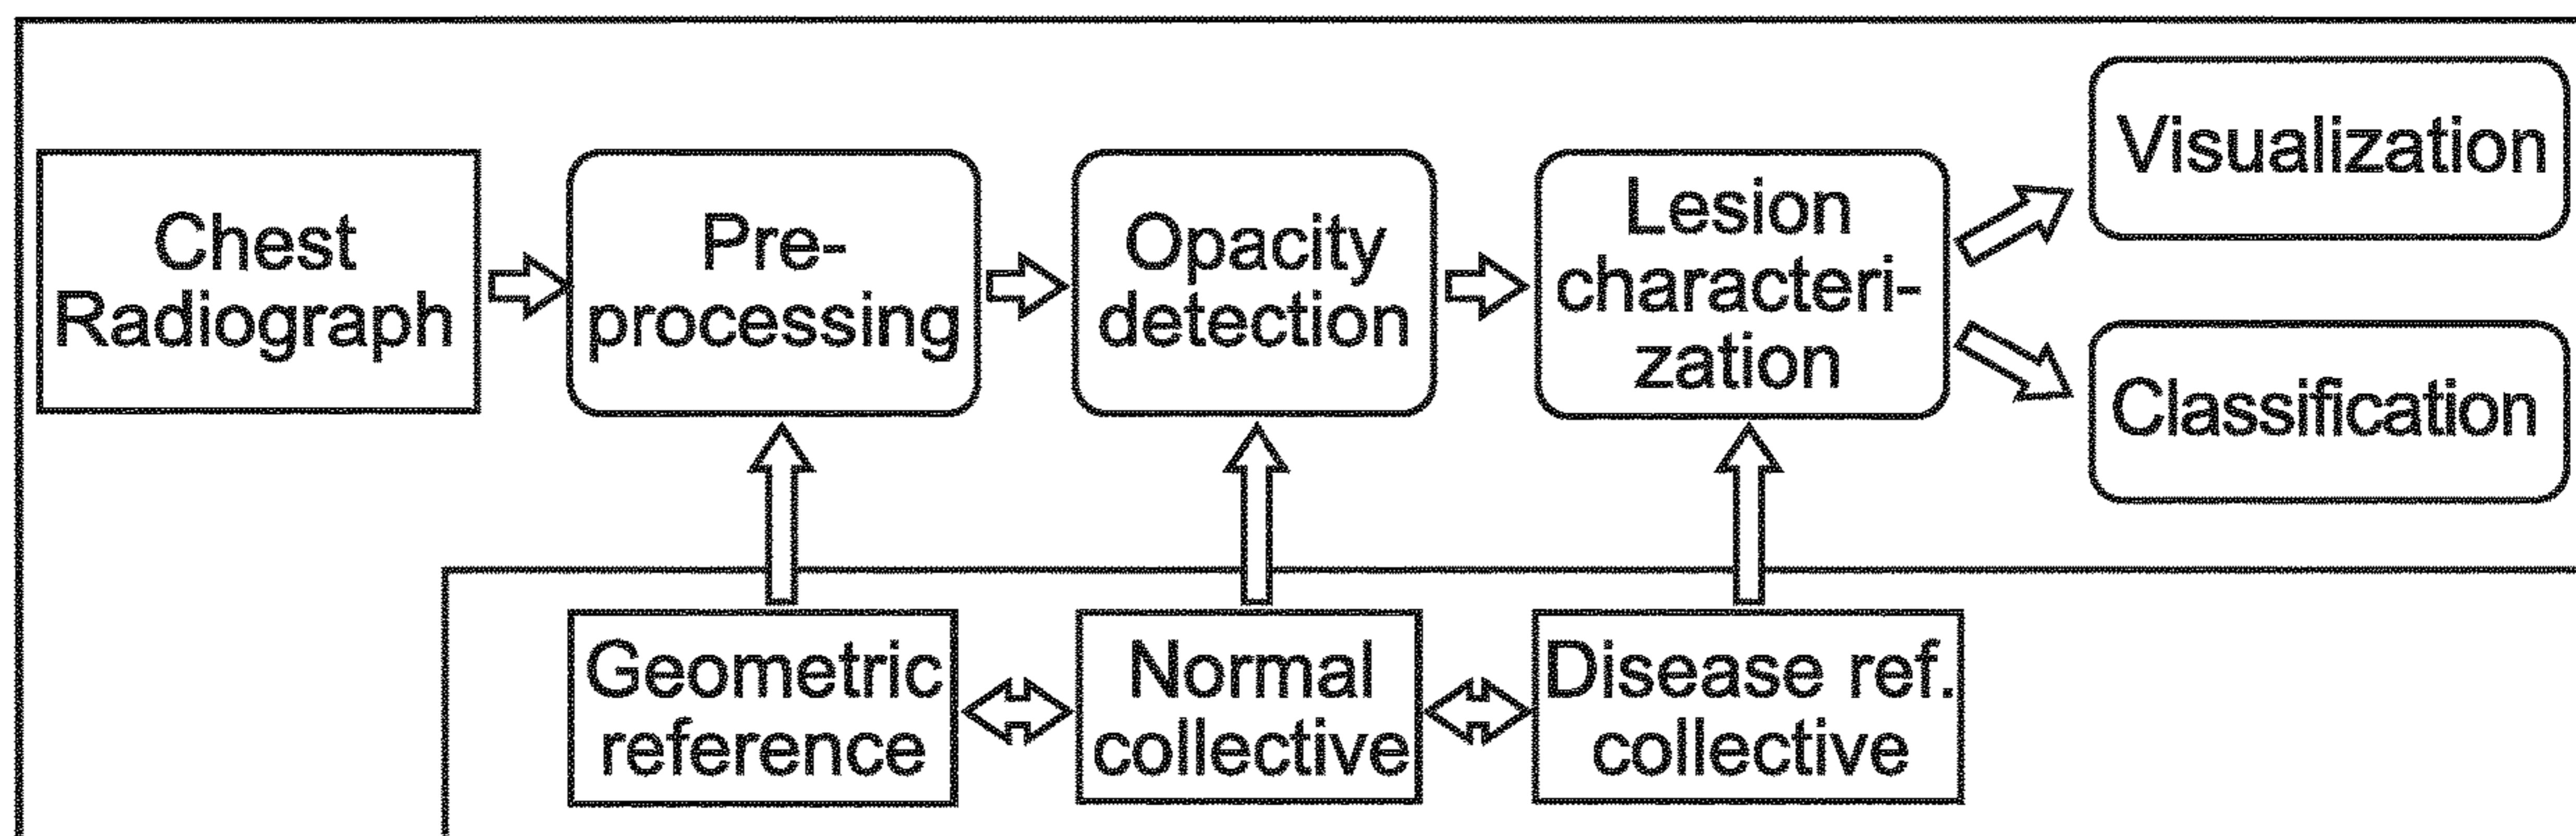 Chest
Radiograph
Pre-
processing
Opacity
detection
Lesion
characteri-
zation
Visualization
Classification
Geometric
reference
Normal
collective
Disease ref.
collective